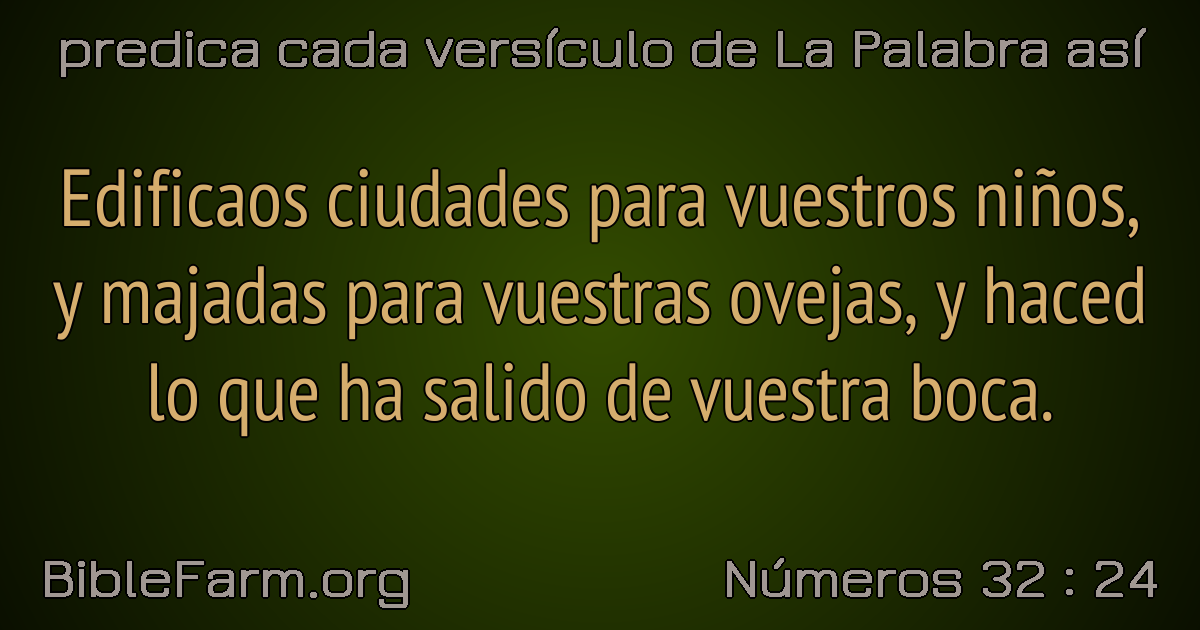 predica cada versículo de La Palabra así
Edificaos ciudades para vuestros niños,
y majadas para vuestras ovejas, y haced
lo que ha salido de vuestra boca.
BibleFarm.org
Números 32 : 24